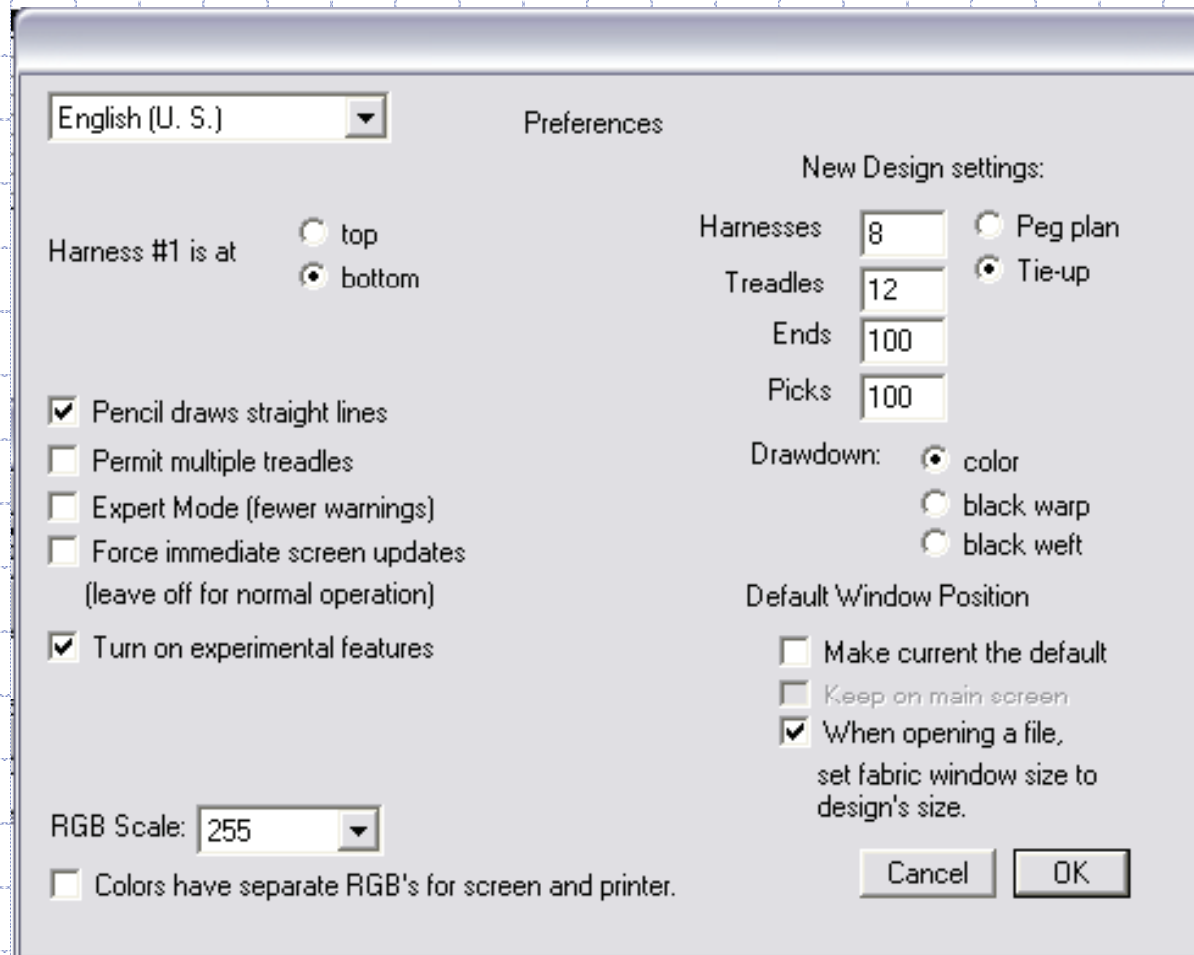 English (U. S.)
Preferences
New Design settings:
Harness #1 is at
top
bottom
Harnesses 8
Peg plan
Treadles 12
Tie-up
Ends 100
Picks 100
Pencil draws straight lines
Permit multiple treadles
Expert Mode (fewer warnings)
Force immediate screen updates
(leave off for normal operation)
Turn on experimental features
Drawdown:
color
black warp
black weft
Default Window Position
Make current the default
Keep on main screen
When opening a file,
set fabric window size to
design's size.
RGB Scale: 255
Colors have separate RGB's for screen and printer.
Cancel
OK